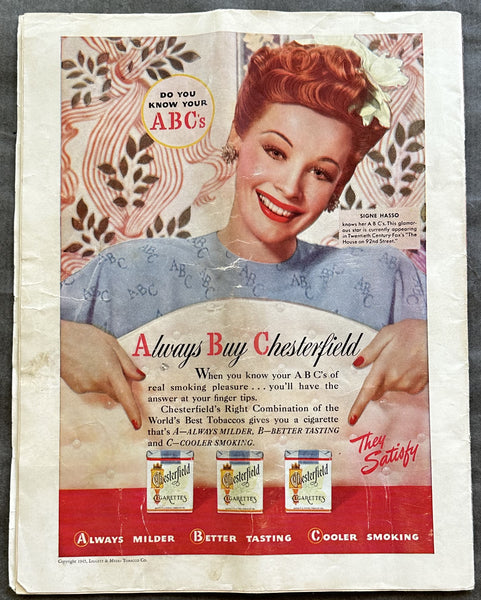 DO YOU
KNOW YOUR
ABC's
SIGNE HASSO
knows her A B C's. This glamor-
ous star is currently appearing
in Twentieth Century Fox's "The
House on 92nd Street."
ABC ABC ABC ABC
Always Buy Chesterfield
When you know your A B C's of
real smoking pleasure . . . you'll have the
answer at your finger tips.
Chesterfield's Right Combination of the
World's Best Tobaccos gives you a cigarette
that's A—ALWAYS MILDER, B—BETTER TASTING
and C—COOLER SMOKING.
They
Satisfy
Chesterfield Chesterfield Chesterfield
CIGARETTES CIGARETTES CIGARETTES
ALWAYS MILDER BETTER TASTING COOLER SMOKING
Copyright 1945, LIGGETT & MYERS TOBACCO CO.